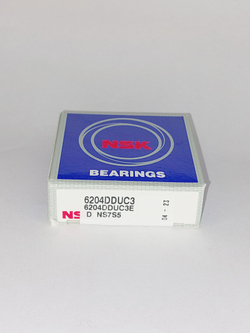 NSK
BEARINGS
6204DDUC3
6204DDUC3E
NS
D NS7S5